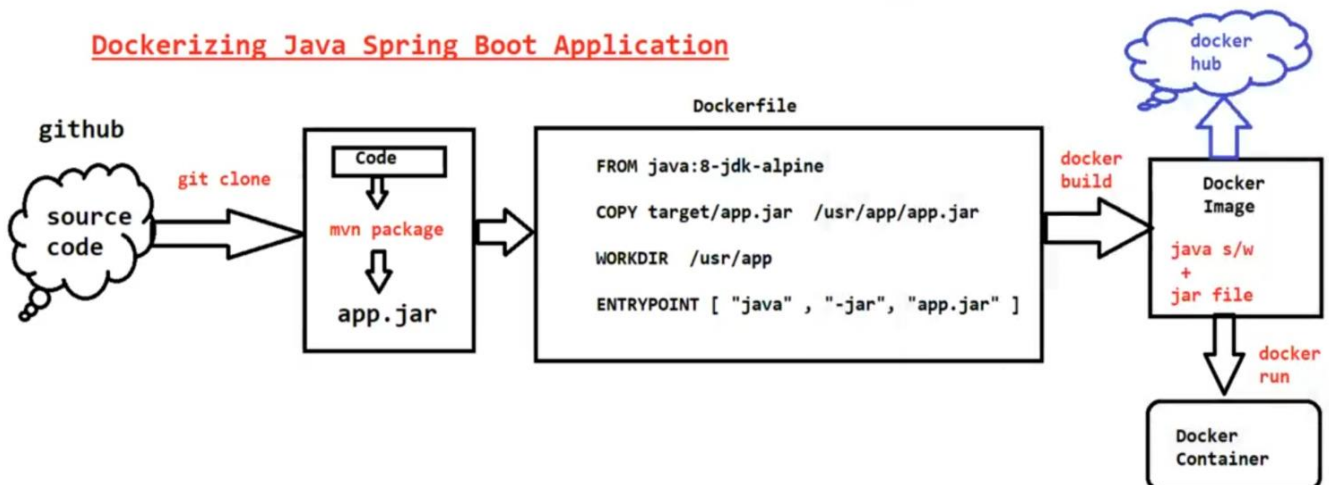 Dockerizing Java Spring Boot Application
github
source
code
git clone
Code
mvn package
app.jar
Dockerfile
FROM java:8-jdk-alpine
COPY target/app.jar /usr/app/app.jar
WORKDIR /usr/app
ENTRYPOINT [ "java" , "-jar", "app.jar" ]
docker
build
docker
hub
Docker
Image
java s/w
+
jar file
docker
run
Docker
Container